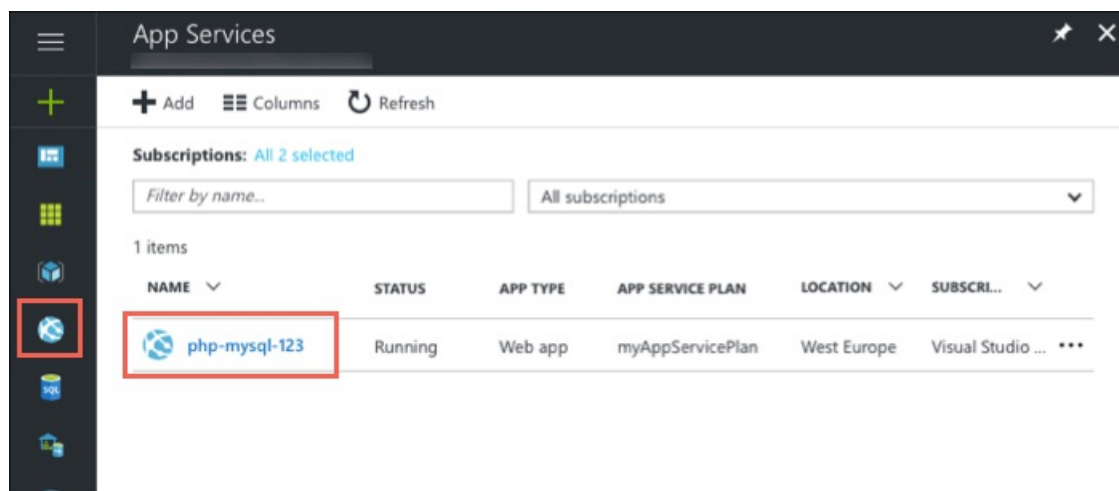 App Services
Add Columns Refresh
Subscriptions: All 2 selected
Filter by name... All subscriptions
1 items
NAME STATUS APP TYPE APP SERVICE PLAN LOCATION SUBSCRI...
php-mysql-123 Running Web app myAppServicePlan West Europe Visual Studio ...
SQL